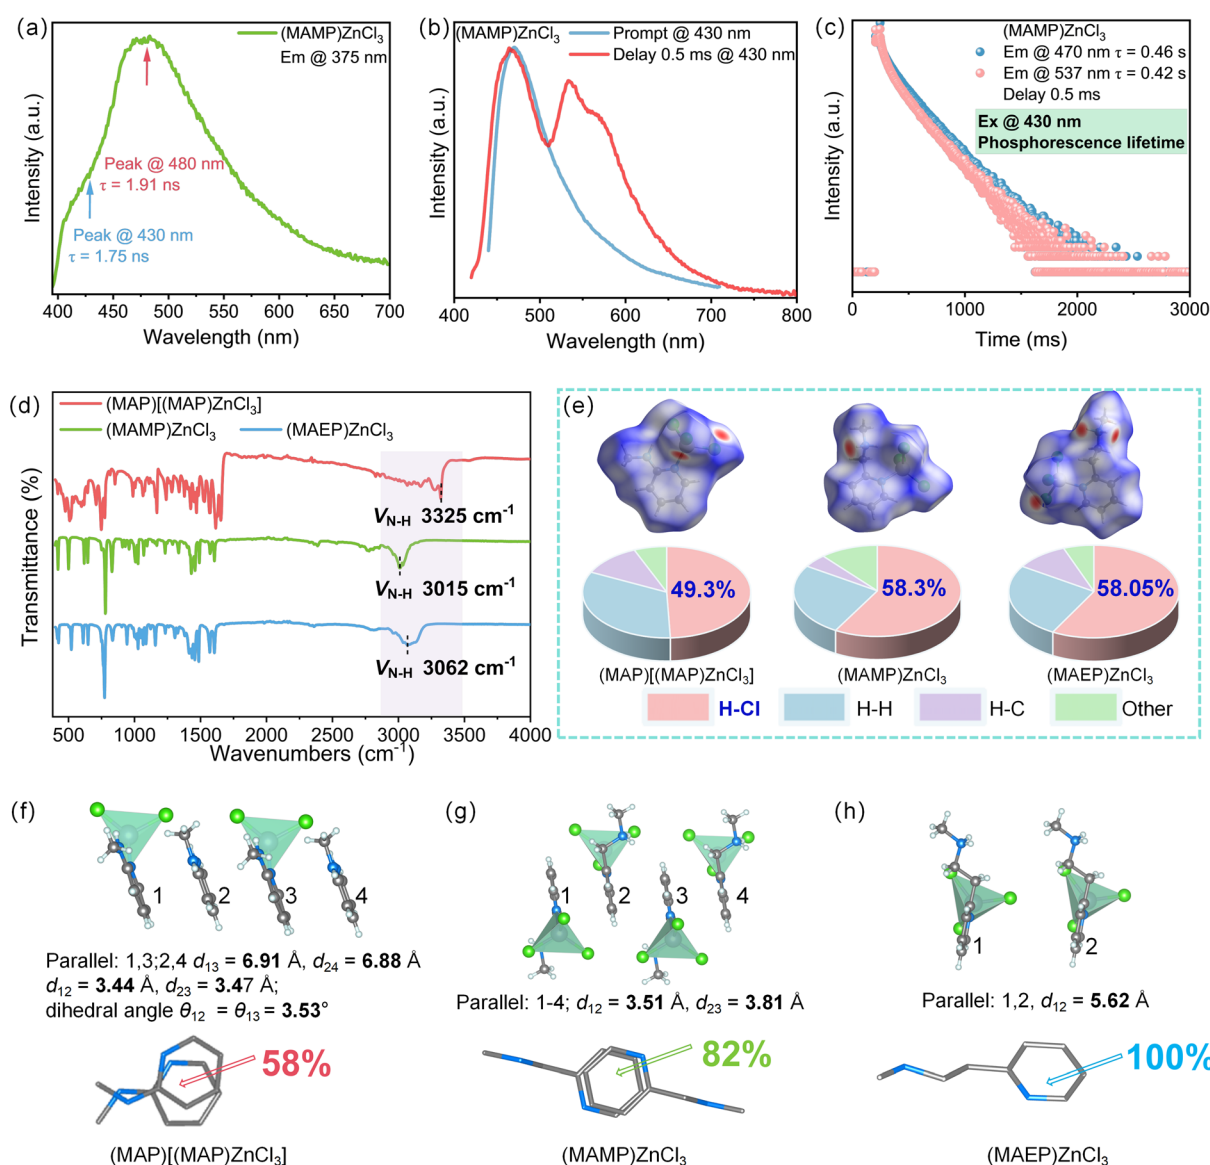 (a)
(MAMP)ZnCl₃
Em @ 375 nm
Peak @ 480 nm
τ = 1.91 ns
Peak @ 430 nm
τ = 1.75 ns
Intensity (a.u.)
400 450 500 550 600 650 700
Wavelength (nm)
(b)
(MAMP)ZnCl₃
Prompt @ 430 nm
Delay 0.5 ms @ 430 nm
Intensity (a.u.)
400 500 600 700 800
Wavelength (nm)
(c)
(MAMP)ZnCl₃
Em @ 470 nm τ = 0.46 s
Em @ 537 nm τ = 0.42 s
Delay 0.5 ms
Ex @ 430 nm
Phosphorescence lifetime
Intensity (a.u.)
0 1000 2000 3000
Time (ms)
(d)
(MAP)[(MAP)ZnCl₃]
(MAMP)ZnCl₃ (MAEP)ZnCl₃
V_N-H 3325 cm⁻¹
V_N-H 3015 cm⁻¹
V_N-H 3062 cm⁻¹
Transmittance (%)
500 1000 1500 2000 2500 3000 3500 4000
Wavenumbers (cm⁻¹)
(e)
49.3% 58.3% 58.05%
(MAP)[(MAP)ZnCl₃] (MAMP)ZnCl₃ (MAEP)ZnCl₃
H-Cl H-H H-C Other
(f)
1 2 3 4
Parallel: 1,3;2,4 d₁₃ = 6.91 Å, d₂₄ = 6.88 Å
d₁₂ = 3.44 Å, d₂₃ = 3.47 Å;
dihedral angle θ₁₂ = θ₁₃ = 3.53°
58%
(MAP)[(MAP)ZnCl₃]
(g)
1 2 3 4
Parallel: 1-4; d₁₂ = 3.51 Å, d₂₃ = 3.81 Å
82%
(MAMP)ZnCl₃
(h)
1 2
Parallel: 1,2, d₁₂ = 5.62 Å
100%
(MAEP)ZnCl₃